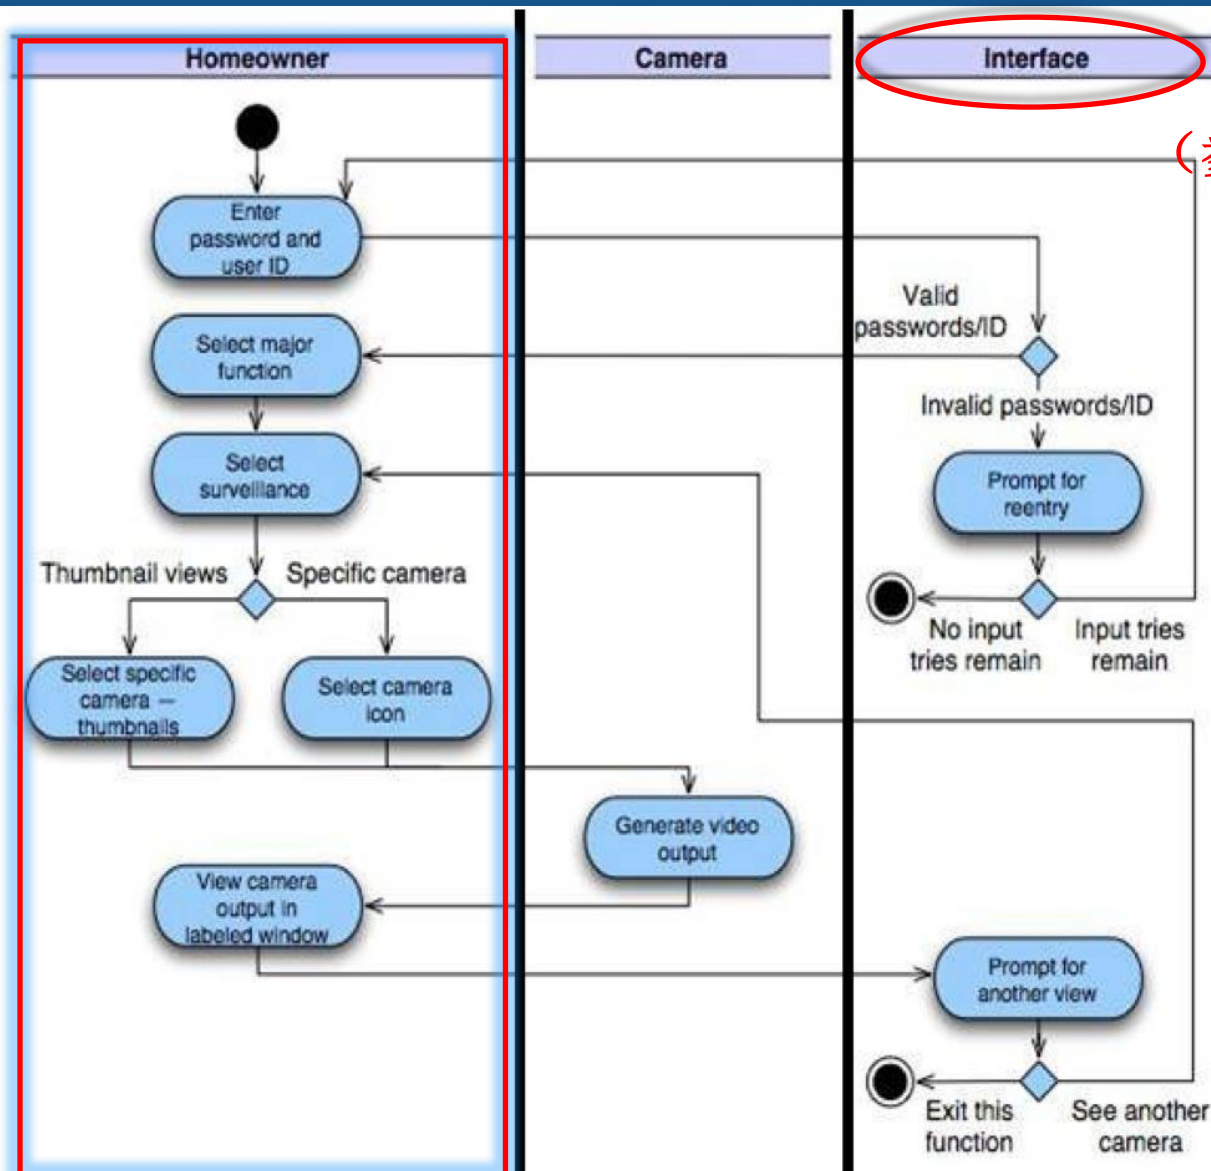 Homeowner
Camera
Interface
Enter
password and
user ID
Valid
passwords/ID
Select major
function
Invalid passwords/ID
Select
surveillance
Prompt for
reentry
Thumbnail views
Specific camera
No input
tries remain
Input tries
remain
Select specific
camera —
thumbnails
Select camera
icon
Generate video
output
View camera
output in
labeled window
Prompt for
another view
Exit this
function
See another
camera